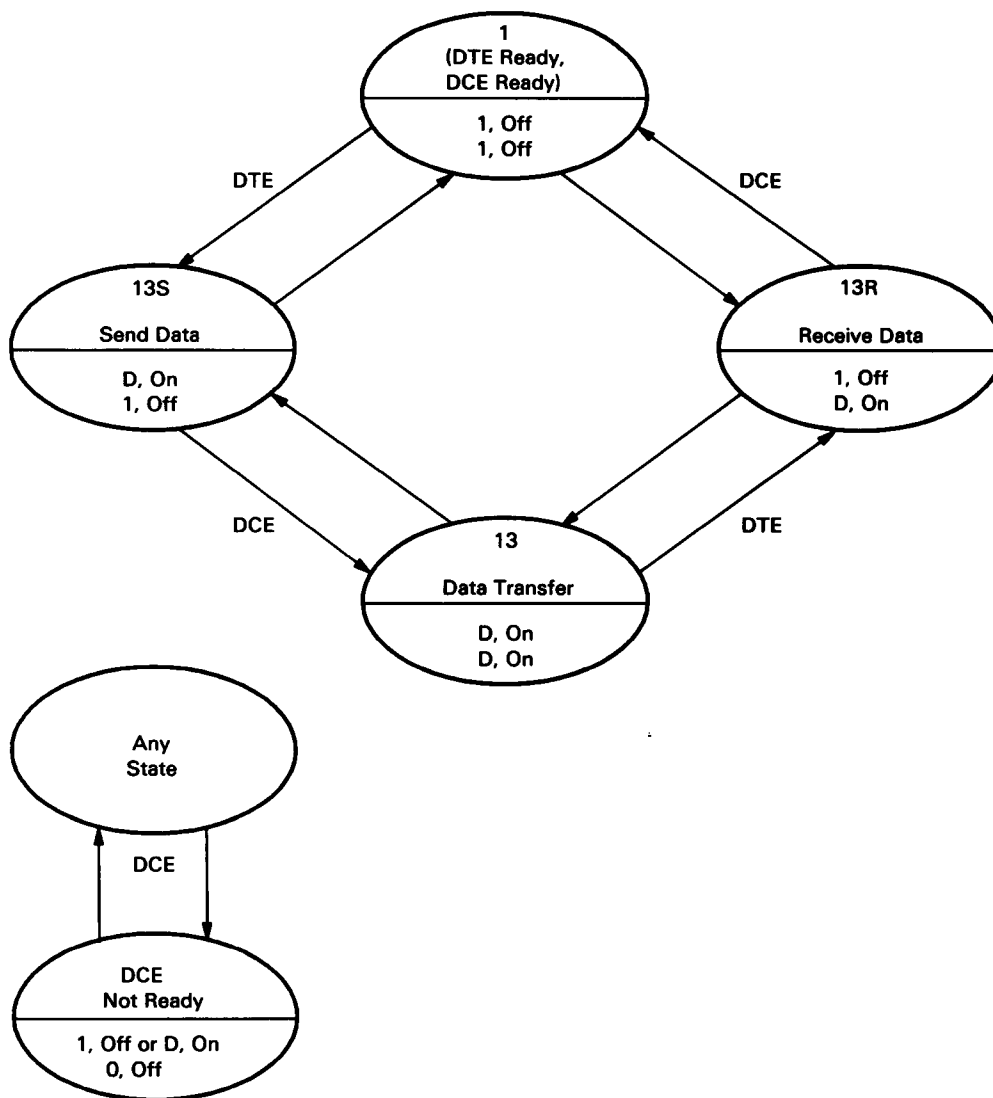 1
(DTE Ready,
DCE Ready)
1, Off
1, Off
DTE
DCE
13S
Send Data
D, On
1, Off
13R
Receive Data
1, Off
D, On
DCE
DTE
13
Data Transfer
D, On
D, On
Any
State
DCE
DCE
Not Ready
1, Off or D, On
0, Off